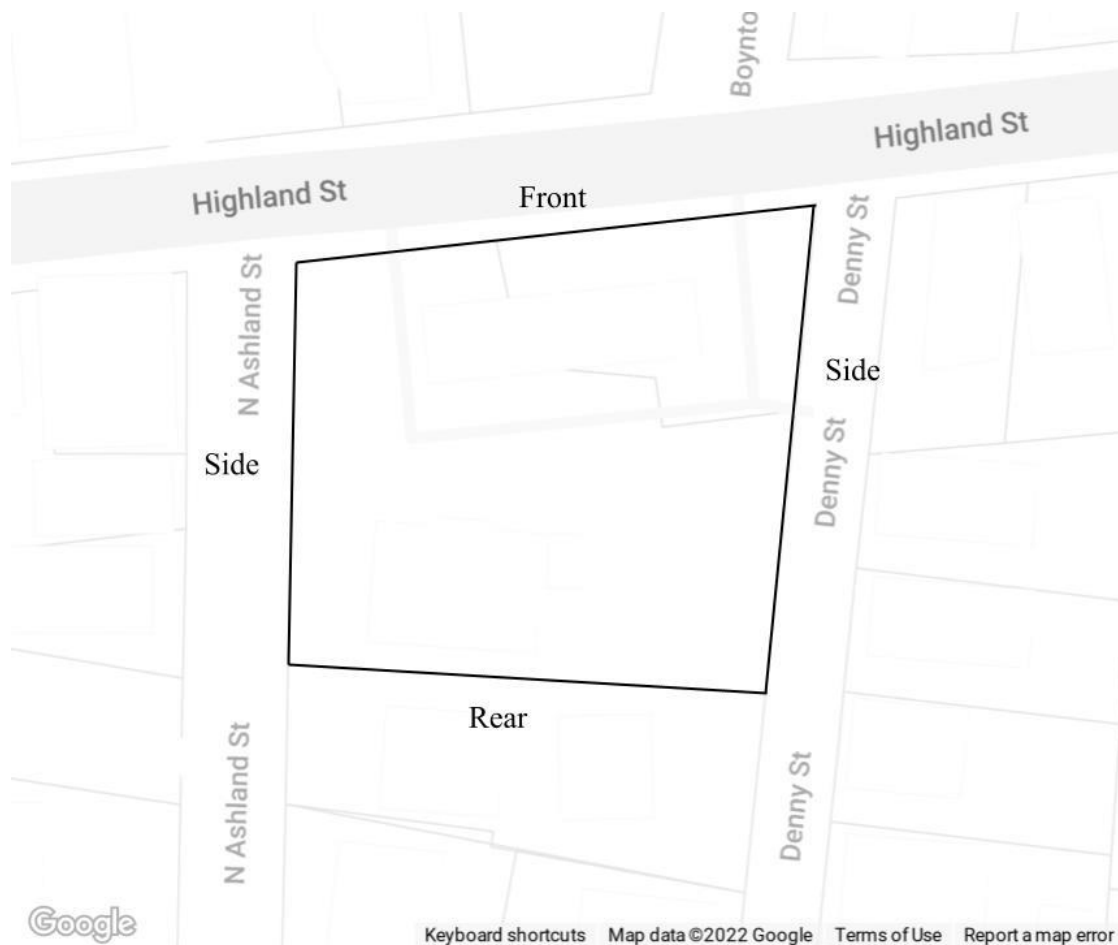 Boynto
Highland St
Highland St
Front
Denny St
N Ashland St
Side
Denny St
Side
Rear
N Ashland St
Denny St
Google
Keyboard shortcuts Map data ©2022 Google Terms of Use Report a map error